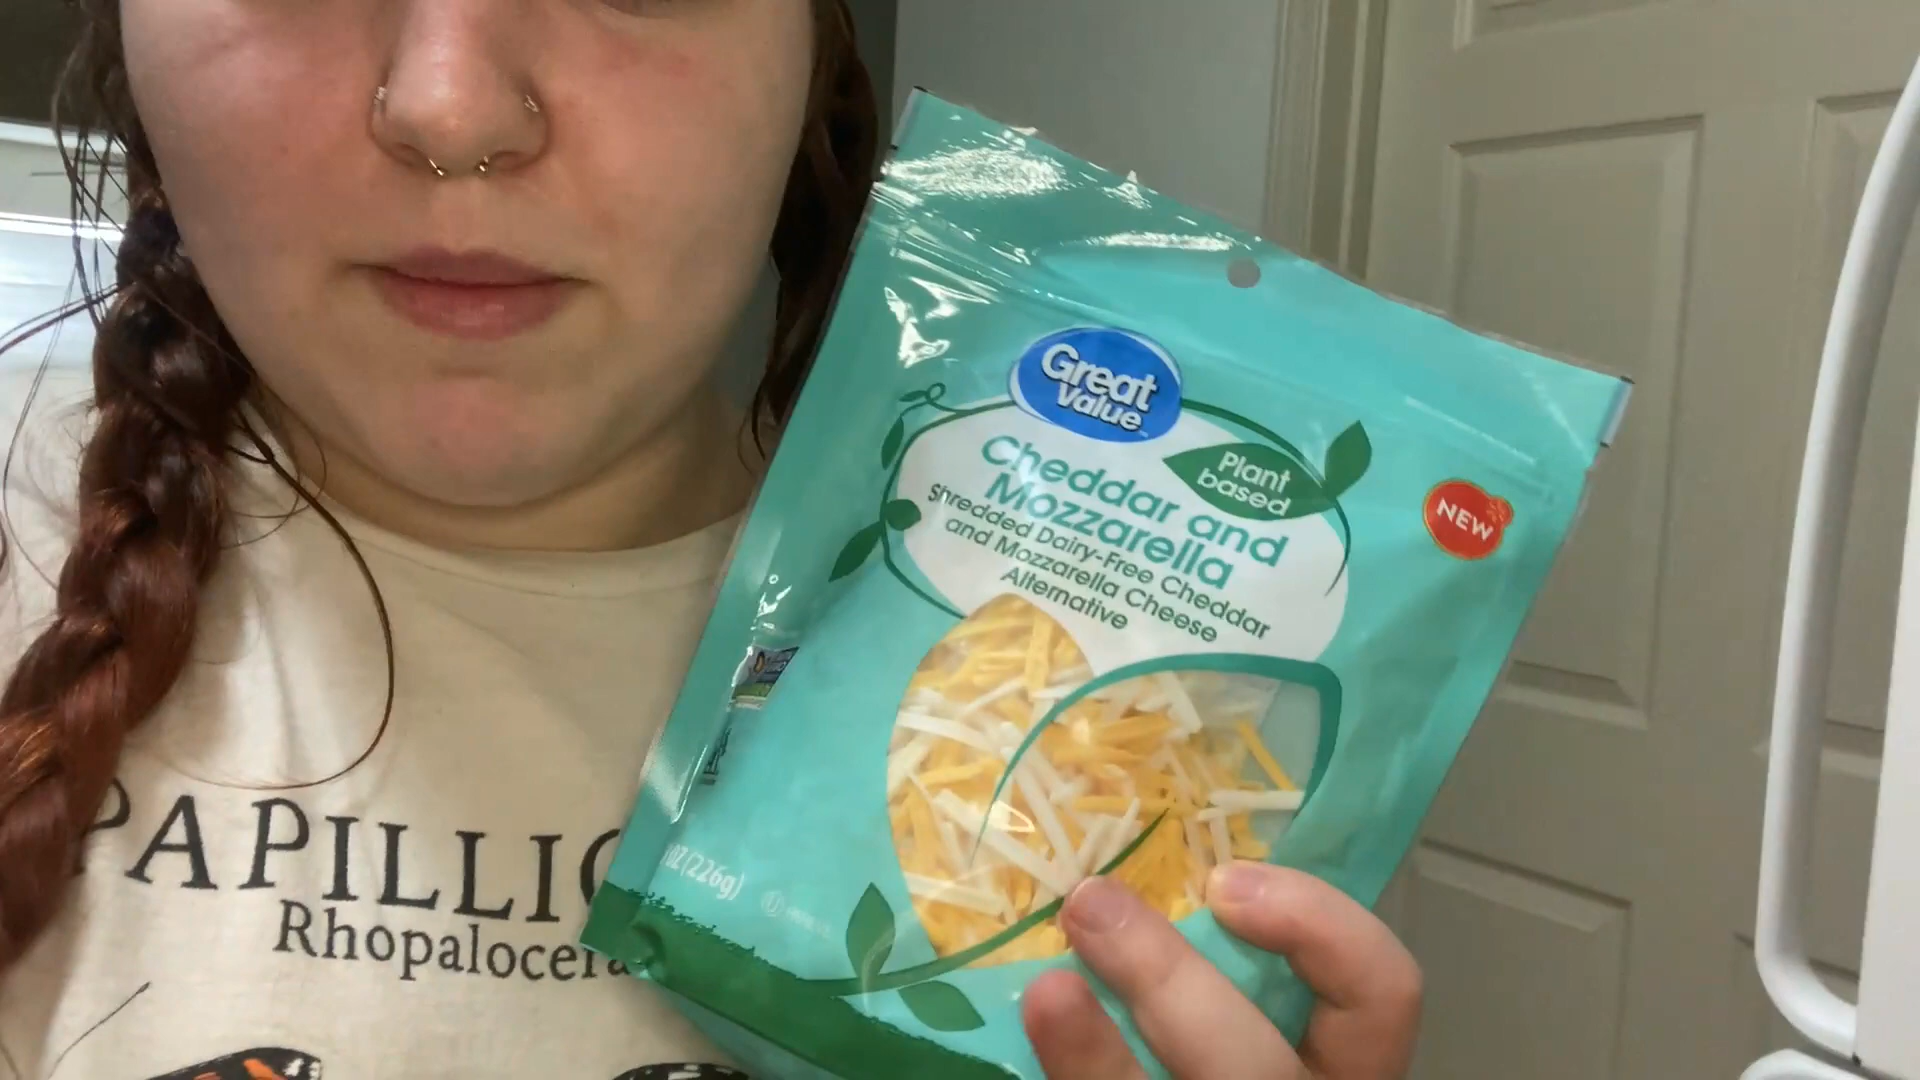 Great
Value
Plant
based
Cheddar and
Mozzarella
Shredded Dairy-Free Cheddar
and Mozzarella Cheese
Alternative
NEW
OZ (226g)
PAPILLIO
Rhopalocera